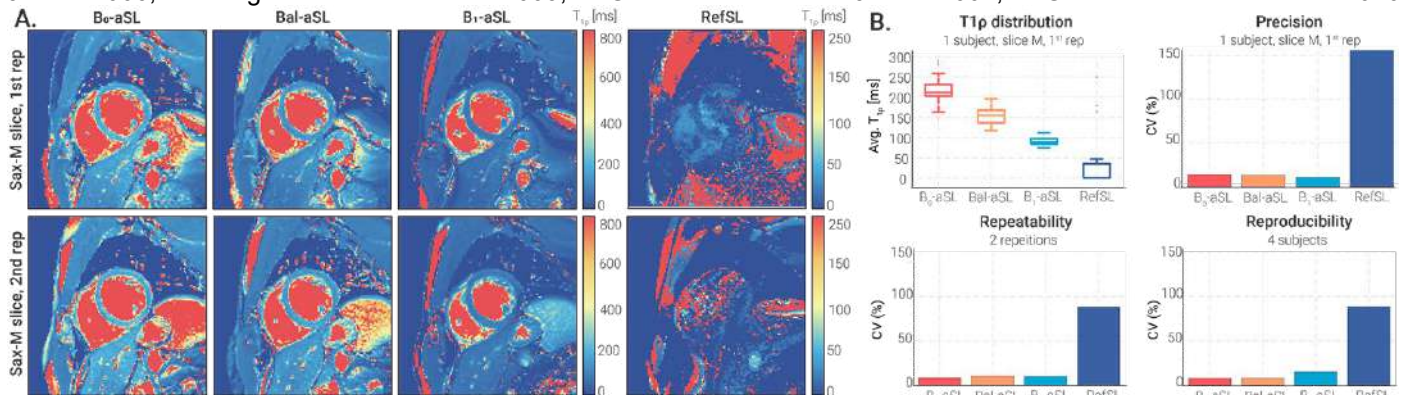 A.
B₀-aSL
Bal-aSL
B₁-aSL
T₁ρ [ms]
RefSL
T₁ρ [ms]
Sax-M slice, 1st rep
800
600
400
200
0
250
200
150
100
50
0
Sax-M slice, 2nd rep
800
600
400
200
0
250
200
150
100
50
0
B.
T1ρ distribution
1 subject, slice M, 1st rep
Avg. T₁ρ [ms]
300
250
200
150
100
50
0
B₀-aSL
Bal-aSL
B₁-aSL
RefSL
Precision
1 subject, slice M, 1st rep
CV (%)
150
100
50
0
B₀-aSL
Bal-aSL
B₁-aSL
RefSL
Repeatability
2 repeitions
CV (%)
150
100
50
0
Reproducibility
4 subjects
CV (%)
150
100
50
0